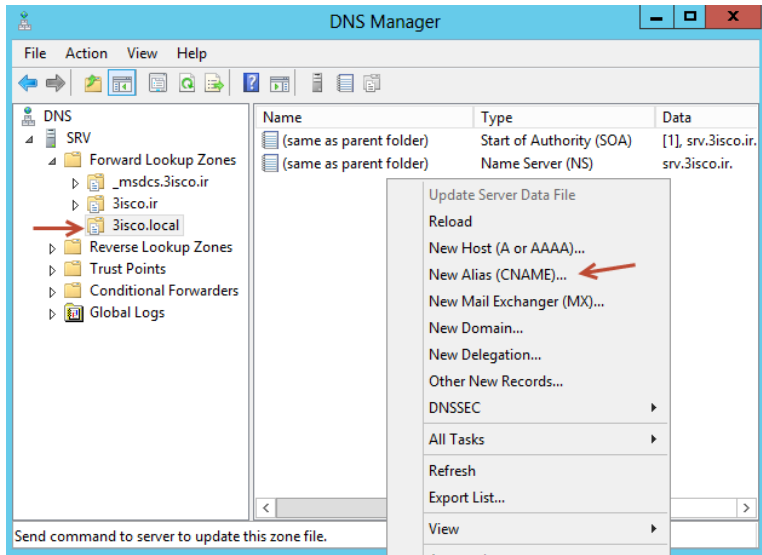 DNS Manager
File Action View Help
DNS
SRV
Forward Lookup Zones
_msdcs.3isco.ir
3isco.ir
3isco.local
Reverse Lookup Zones
Trust Points
Conditional Forwarders
Global Logs
Name Type Data
(same as parent folder) Start of Authority (SOA) [1], srv.3isco.ir.
(same as parent folder) Name Server (NS) srv.3isco.ir.
Update Server Data File
Reload
New Host (A or AAAA)...
New Alias (CNAME)...
New Mail Exchanger (MX)...
New Domain...
New Delegation...
Other New Records...
DNSSEC
All Tasks
Refresh
Export List...
View
Send command to server to update this zone file.